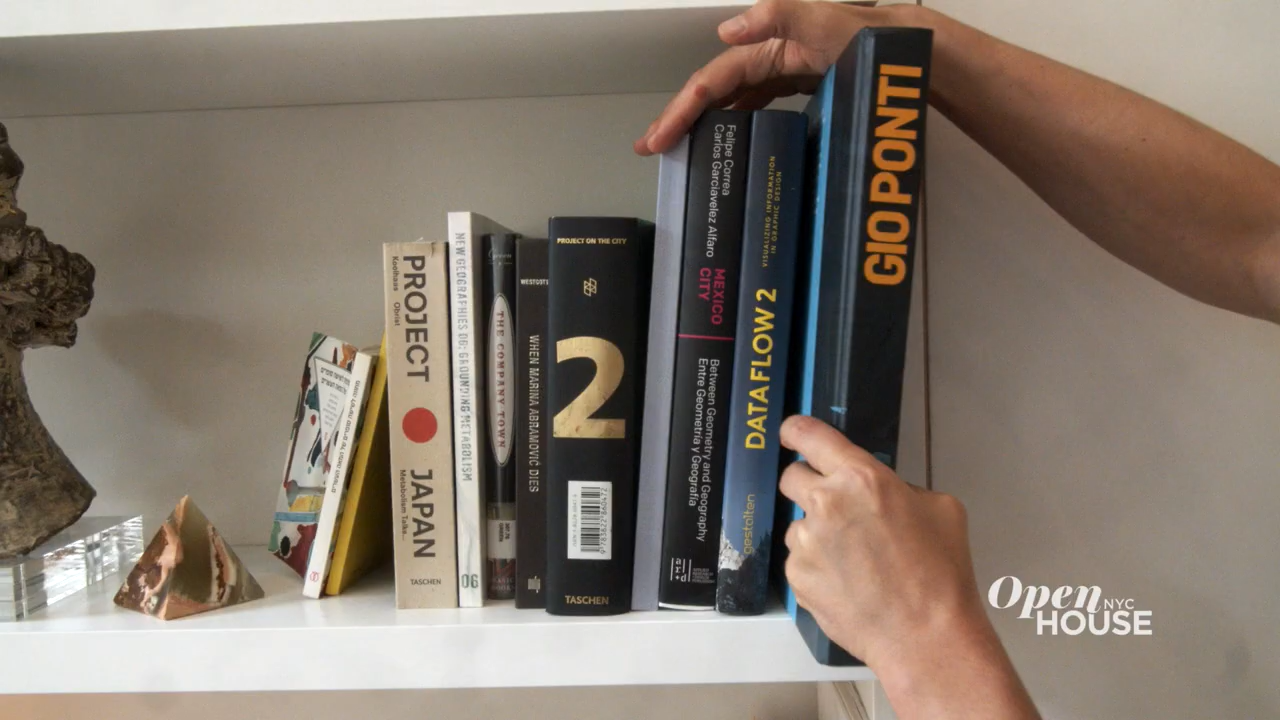 PROJECT
Koolhaas Obrist
JAPAN
Metabolism Talks...
TASCHEN
NEW GEOGRAPHIES 06: GROUNDING METABOLISM
06
THE COMPANY TOWN
WHEN MARINA ABRAMOVIC DIES
PROJECT ON THE CITY
2
TASCHEN
Felipe Correa
Carlos Garciavelez Alfaro
MEXICO
CITY
Between Geometry and Geography
Entre Geometría y Geografía
VISUALIZING INFORMATION
IN GRAPHIC DESIGN
DATA FLOW 2
gestalten
GIO PONTI
Open NYC
HOUSE